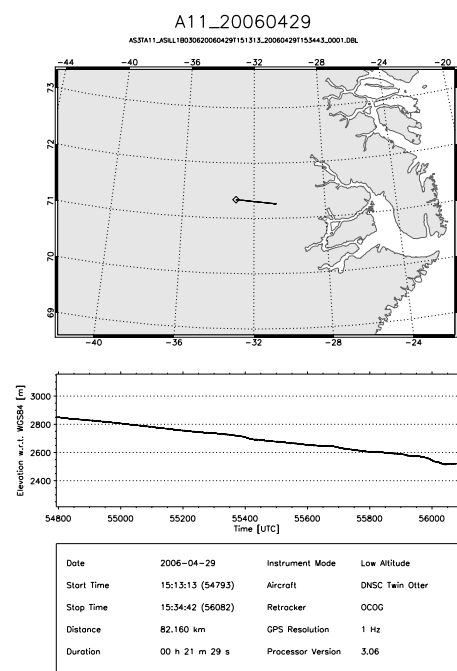 A11_20060429
AS3TA11_ASILL1B030620060429T151313_20060429T153443_0001.DBL
-44 -40 -36 -32 -28 -24 -20
73
72
71
70
69
-40 -36 -32 -28 -24
Elevation w.r.t. WGS84 [m]
3000
2800
2600
2400
54800 55000 55200 55400 55600 55800 56000
Time [UTC]
Date 2006-04-29 Instrument Mode Low Altitude
Start Time 15:13:13 (54793) Aircraft DNSC Twin Otter
Stop Time 15:34:42 (56082) Retracker OCOG
Distance 82.160 km GPS Resolution 1 Hz
Duration 00 h 21 m 29 s Processor Version 3.06